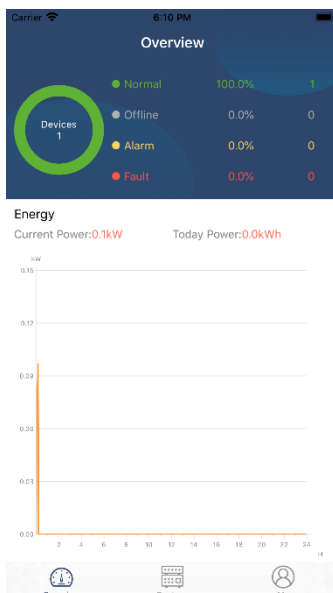 Carrier 6:10 PM
Overview
Devices
1
Normal 100.0% 1
Offline 0.0% 0
Alarm 0.0% 0
Fault 0.0% 0
Energy
Current Power:0.1kW Today Power:0.0kWh
kW
0.15
0.12
0.09
0.06
0.03
0.00
2 4 6 8 10 12 14 16 18 20 22 24
H